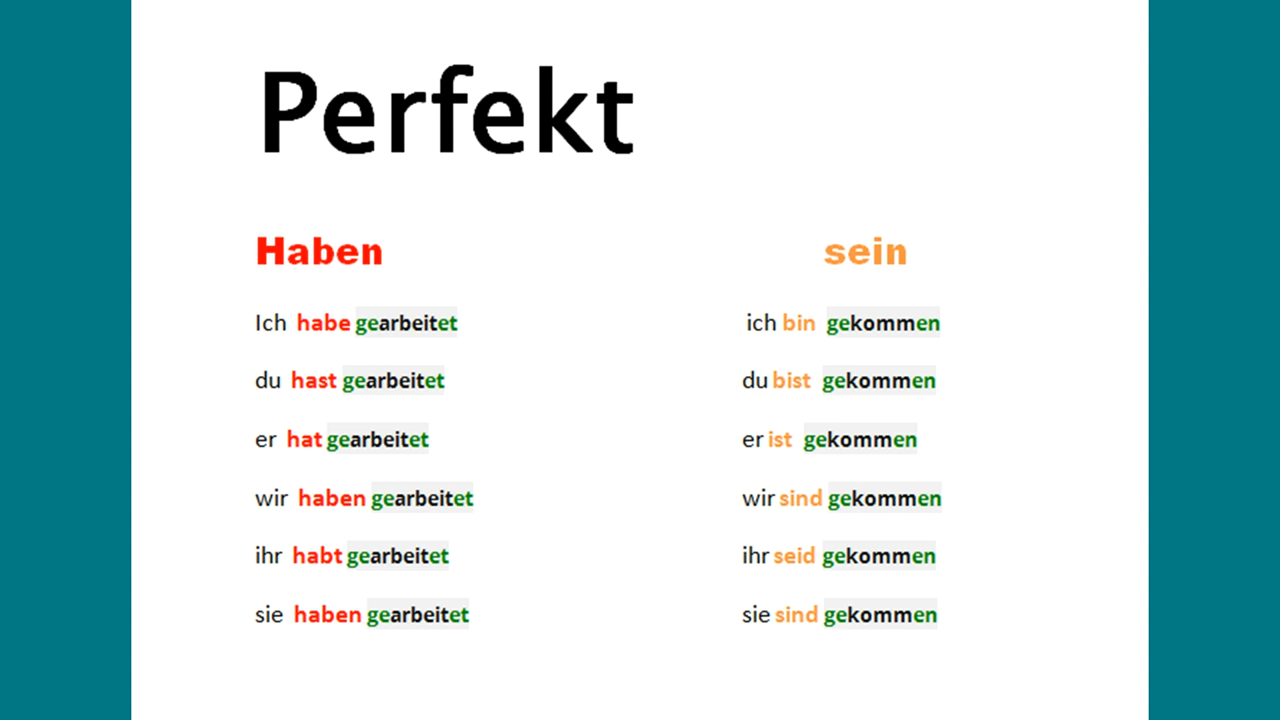 Perfekt
Haben
Ich habe gearbeitet
du hast gearbeitet
er hat gearbeitet
wir haben gearbeitet
ihr habt gearbeitet
sie haben gearbeitet
sein
ich bin gekommen
du bist gekommen
er ist gekommen
wir sind gekommen
ihr seid gekommen
sie sind gekommen